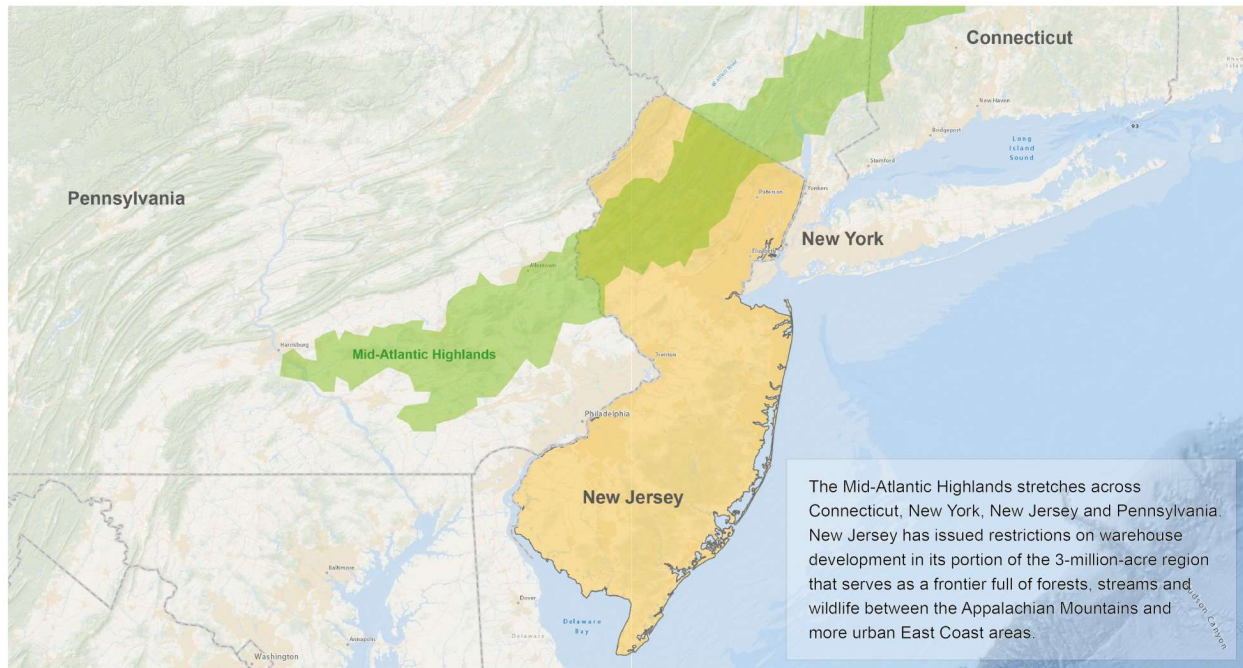 Connecticut
New Haven
Bridgeport
Long
Island
Sound
Stamford
93
Pennsylvania
Paterson
Yonkers
New York
Elizabeth
Allentown
Harrisburg
Mid-Atlantic Highlands
Trenton
Philadelphia
New Jersey
Baltimore
Dover
Delaware
Delaware
Bay
Annapolis
Washington
The Mid-Atlantic Highlands stretches across
Connecticut, New York, New Jersey and Pennsylvania.
New Jersey has issued restrictions on warehouse
development in its portion of the 3-million-acre region
that serves as a frontier full of forests, streams and
wildlife between the Appalachian Mountains and
more urban East Coast areas.
Canyon